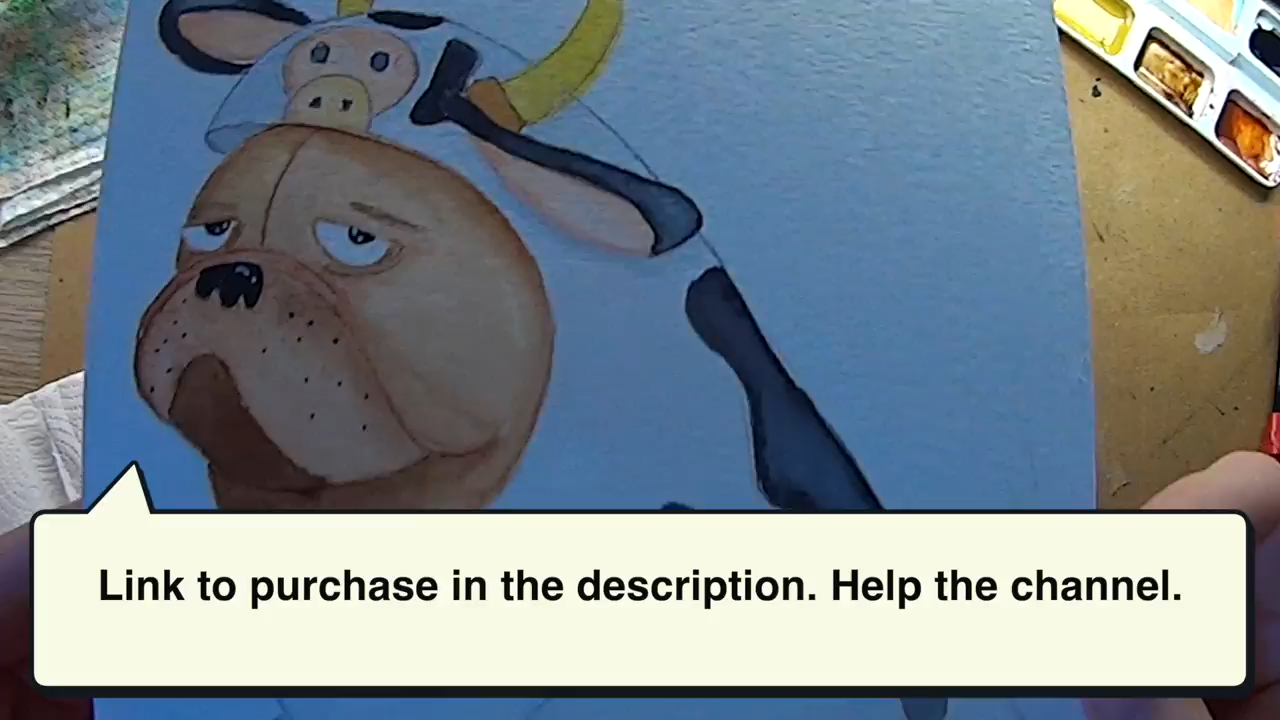 Link to purchase in the description. Help the channel.